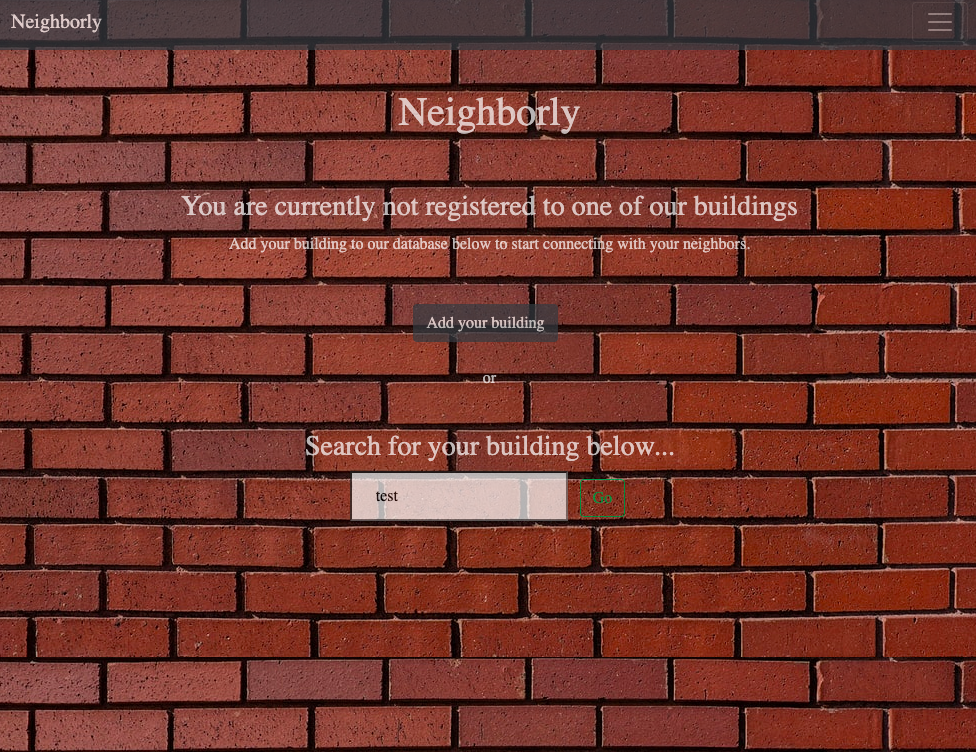 Neighborly
Neighborly
You are currently not registered to one of our buildings
Add your building to our database below to start connecting with your neighbors.
Add your building
or
Search for your building below...
test
Go